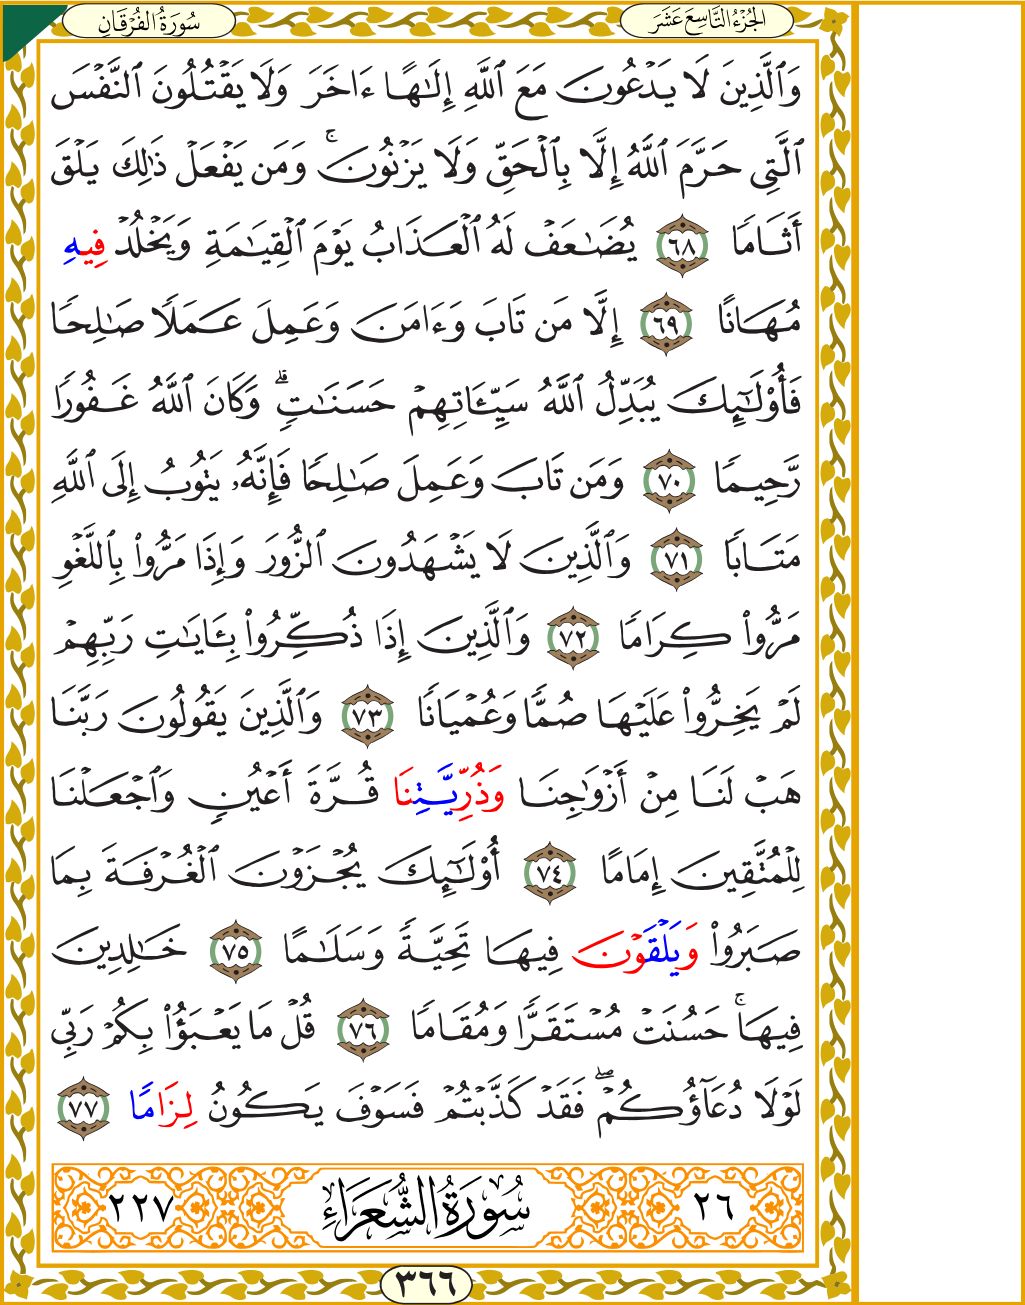 الجُزْءُ التَّاسِعَ عَشَرَ
سُورَةُ الفُرْقَانِ
وَٱلَّذِينَ لَا يَدْعُونَ مَعَ ٱللَّهِ إِلَـٰهًا ءَاخَرَ وَلَا يَقْتُلُونَ ٱلنَّفْسَ
ٱلَّتِى حَرَّمَ ٱللَّهُ إِلَّا بِٱلْحَقِّ وَلَا يَزْنُونَ ۚ وَمَن يَفْعَلْ ذَٰلِكَ يَلْقَ
أَثَامًا ٦٨ يُضَـٰعَفْ لَهُ ٱلْعَذَابُ يَوْمَ ٱلْقِيَـٰمَةِ وَيَخْلُدْ فِيهِ
مُهَانًا ٦٩ إِلَّا مَن تَابَ وَءَامَنَ وَعَمِلَ عَمَلًا صَـٰلِحًا
فَأُو۟لَـٰٓئِكَ يُبَدِّلُ ٱللَّهُ سَيِّـَٔاتِهِمْ حَسَنَـٰتٍ ۗ وَكَانَ ٱللَّهُ غَفُورًا
رَّحِيمًا ٧٠ وَمَن تَابَ وَعَمِلَ صَـٰلِحًا فَإِنَّهُۥ يَتُوبُ إِلَى ٱللَّهِ
مَتَابًا ٧١ وَٱلَّذِينَ لَا يَشْهَدُونَ ٱلزُّورَ وَإِذَا مَرُّوا۟ بِٱللَّغْوِ
مَرُّوا۟ كِرَامًا ٧٢ وَٱلَّذِينَ إِذَا ذُكِّرُوا۟ بِـَٔايَـٰتِ رَبِّهِمْ
لَمْ يَخِرُّوا۟ عَلَيْهَا صُمًّا وَعُمْيَانًا ٧٣ وَٱلَّذِينَ يَقُولُونَ رَبَّنَا
هَبْ لَنَا مِنْ أَزْوَٰجِنَا وَذُرِّيَّتِنَا قُرَّةَ أَعْيُنٍ وَٱجْعَلْنَا
لِلْمُتَّقِينَ إِمَامًا ٧٤ أُو۟لَـٰٓئِكَ يُجْزَوْنَ ٱلْغُرْفَةَ بِمَا
صَبَرُوا۟ وَيَلْقَوْنَ فِيهَا تَحِيَّةً وَسَلَـٰمًا ٧٥ خَـٰلِدِينَ
فِيهَا ۚ حَسُنَتْ مُسْتَقَرًّا وَمُقَامًا ٧٦ قُلْ مَا يَعْبَؤُا۟ بِكُمْ رَبِّى
لَوْلَا دُعَآؤُكُمْ ۖ فَقَدْ كَذَّبْتُمْ فَسَوْفَ يَكُونُ لِزَامًا ٧٧
٢٦ سُورَةُ الشُّعَرَاءِ ٢٢٧
٣٦٦